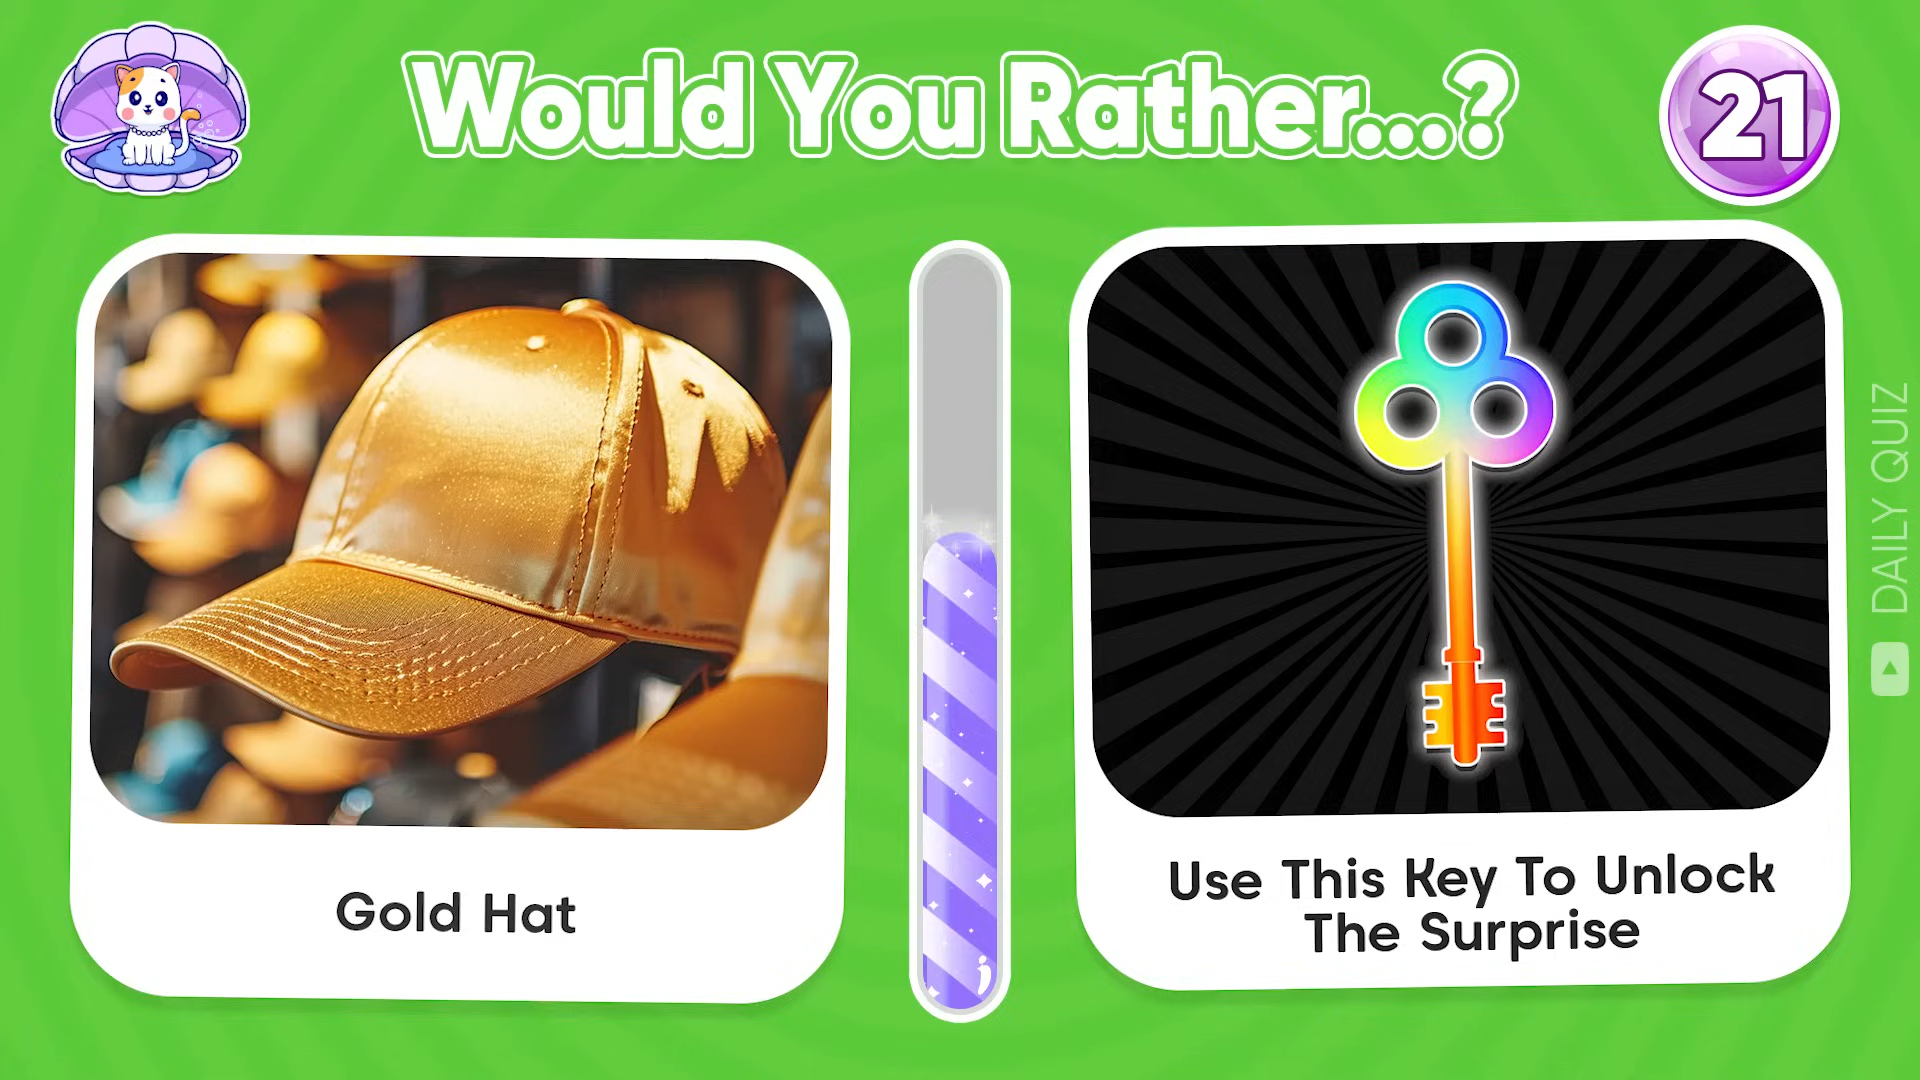 Would You Rather...?
21
Gold Hat
Use This Key To Unlock
The Surprise
DAILY QUIZ